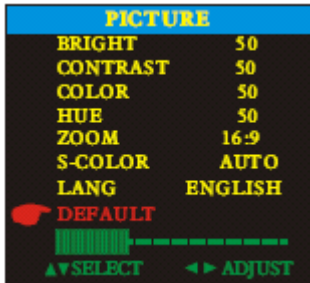 PICTURE
BRIGHT 50
CONTRAST 50
COLOR 50
HUE 50
ZOOM 16:9
S-COLOR AUTO
LANG ENGLISH
DEFAULT
▲▼SELECT ◄► ADJUST